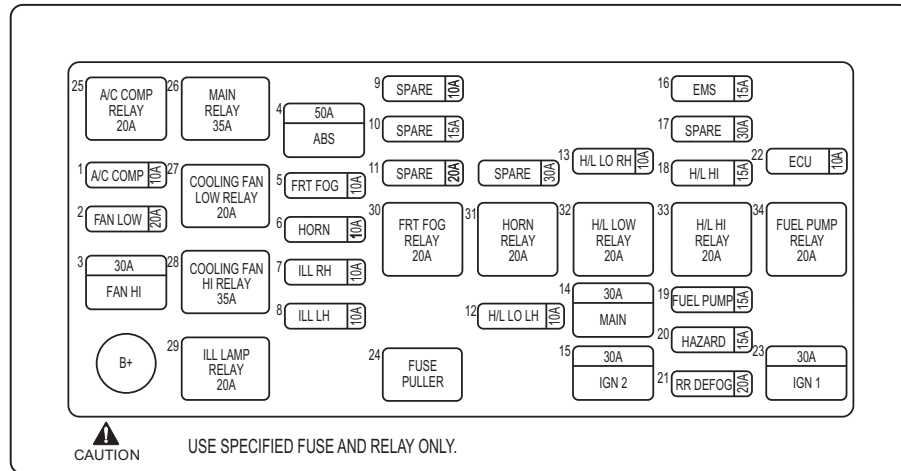 25 A/C COMP RELAY 20A
26 MAIN RELAY 35A
4 50A ABS
9 SPARE 10A
16 EMS 15A
10 SPARE 15A
17 SPARE 30A
1 A/C COMP 10A
27 COOLING FAN LOW RELAY 20A
5 FRT FOG 10A
11 SPARE 20A
SPARE 30A
13 H/L LO RH 10A
18 H/L HI 15A
22 ECU 10A
2 FAN LOW 20A
6 HORN 10A
30 FRT FOG RELAY 20A
31 HORN RELAY 20A
32 H/L LOW RELAY 20A
33 H/L HI RELAY 20A
34 FUEL PUMP RELAY 20A
3 30A FAN HI
28 COOLING FAN HI RELAY 35A
7 ILL RH 10A
8 ILL LH 10A
12 H/L LO LH 10A
14 30A MAIN
19 FUEL PUMP 15A
20 HAZARD 15A
B+
29 ILL LAMP RELAY 20A
24 FUSE PULLER
15 30A IGN 2
21 RR DEFOG 20A
23 30A IGN 1
CAUTION
USE SPECIFIED FUSE AND RELAY ONLY.